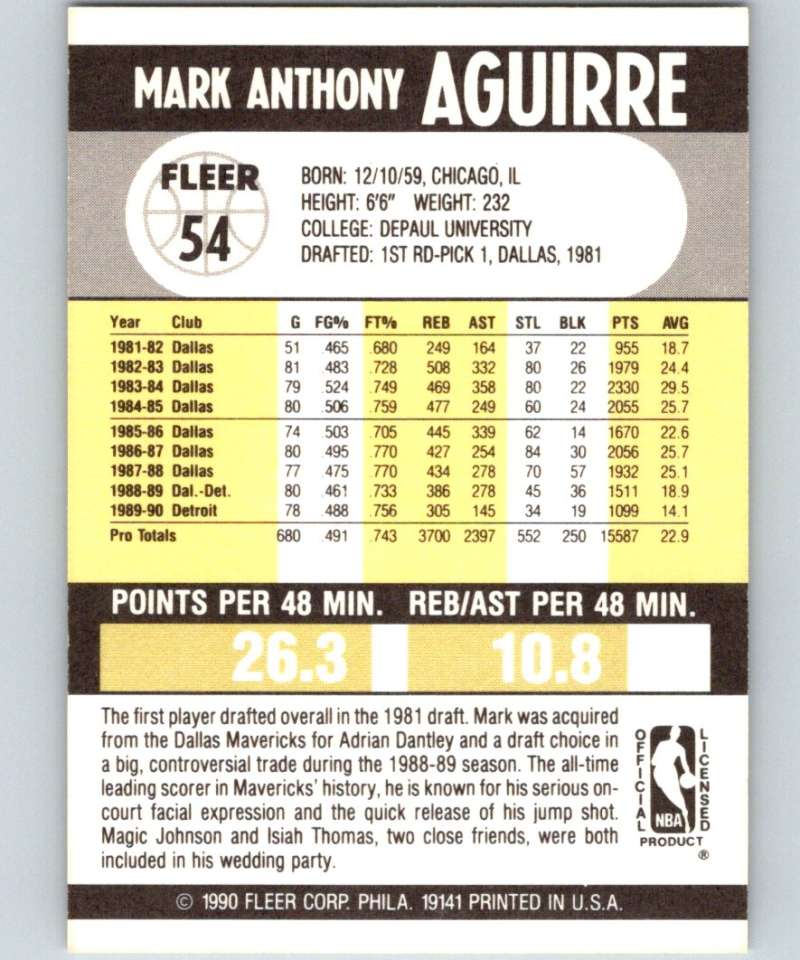 MARK ANTHONY AGUIRRE
FLEER
54
BORN: 12/10/59, CHICAGO, IL
HEIGHT: 6'6" WEIGHT: 232
COLLEGE: DEPAUL UNIVERSITY
DRAFTED: 1ST RD-PICK 1, DALLAS, 1981
Year Club G FG% FT% REB AST STL BLK PTS AVG
1981-82 Dallas 51 .465 .680 249 164 37 22 955 18.7
1982-83 Dallas 81 .483 .728 508 332 80 26 1979 24.4
1983-84 Dallas 79 .524 .749 469 358 80 22 2330 29.5
1984-85 Dallas 80 .506 .759 477 249 60 24 2055 25.7
1985-86 Dallas 74 .503 .705 445 339 62 14 1670 22.6
1986-87 Dallas 80 .495 .770 427 254 84 30 2056 25.7
1987-88 Dallas 77 .475 .770 434 278 70 57 1932 25.1
1988-89 Dal.-Det. 80 .461 .733 386 278 45 36 1511 18.9
1989-90 Detroit 78 .488 .756 305 145 34 19 1099 14.1
Pro Totals 680 .491 .743 3700 2397 552 250 15587 22.9
POINTS PER 48 MIN. REB/AST PER 48 MIN.
26.3 10.8
The first player drafted overall in the 1981 draft. Mark was acquired
from the Dallas Mavericks for Adrian Dantley and a draft choice in
a big, controversial trade during the 1988-89 season. The all-time
leading scorer in Mavericks' history, he is known for his serious on-
court facial expression and the quick release of his jump shot.
Magic Johnson and Isiah Thomas, two close friends, were both
included in his wedding party.
OFFICIAL
LICENSED
NBA
PRODUCT
®
© 1990 FLEER CORP. PHILA. 19141 PRINTED IN U.S.A.